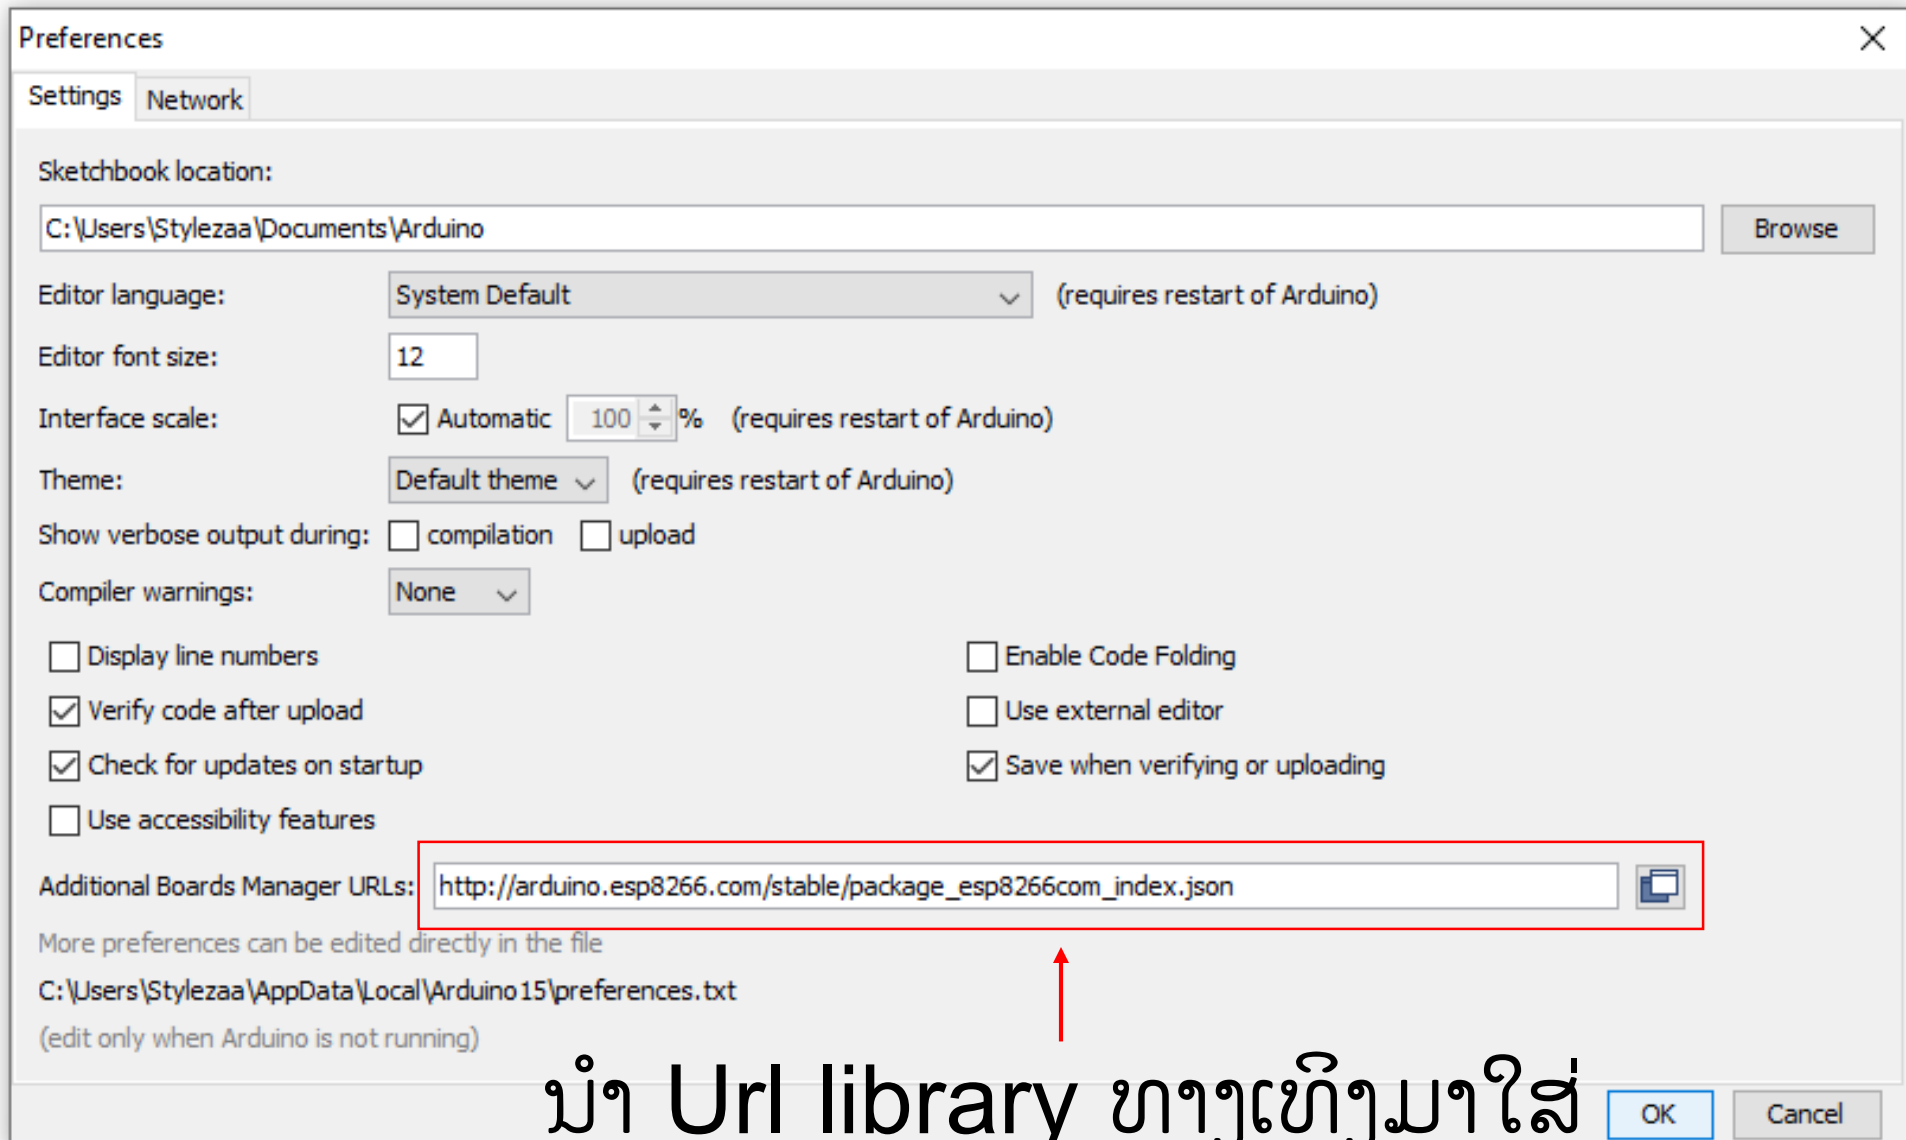 Preferences
Settings Network
Sketchbook location:
C:\Users\Stylezaa\Documents\Arduino Browse
Editor language: System Default (requires restart of Arduino)
Editor font size: 12
Interface scale: Automatic 100 % (requires restart of Arduino)
Theme: Default theme (requires restart of Arduino)
Show verbose output during: compilation upload
Compiler warnings: None
Display line numbers Enable Code Folding
Verify code after upload Use external editor
Check for updates on startup Save when verifying or uploading
Use accessibility features
Additional Boards Manager URLs: http://arduino.esp8266.com/stable/package_esp8266com_index.json
More preferences can be edited directly in the file
C:\Users\Stylezaa\AppData\Local\Arduino15\preferences.txt
(edit only when Arduino is not running)
ນຳ Url library ທາງເທິງມາໃສ່
OK Cancel